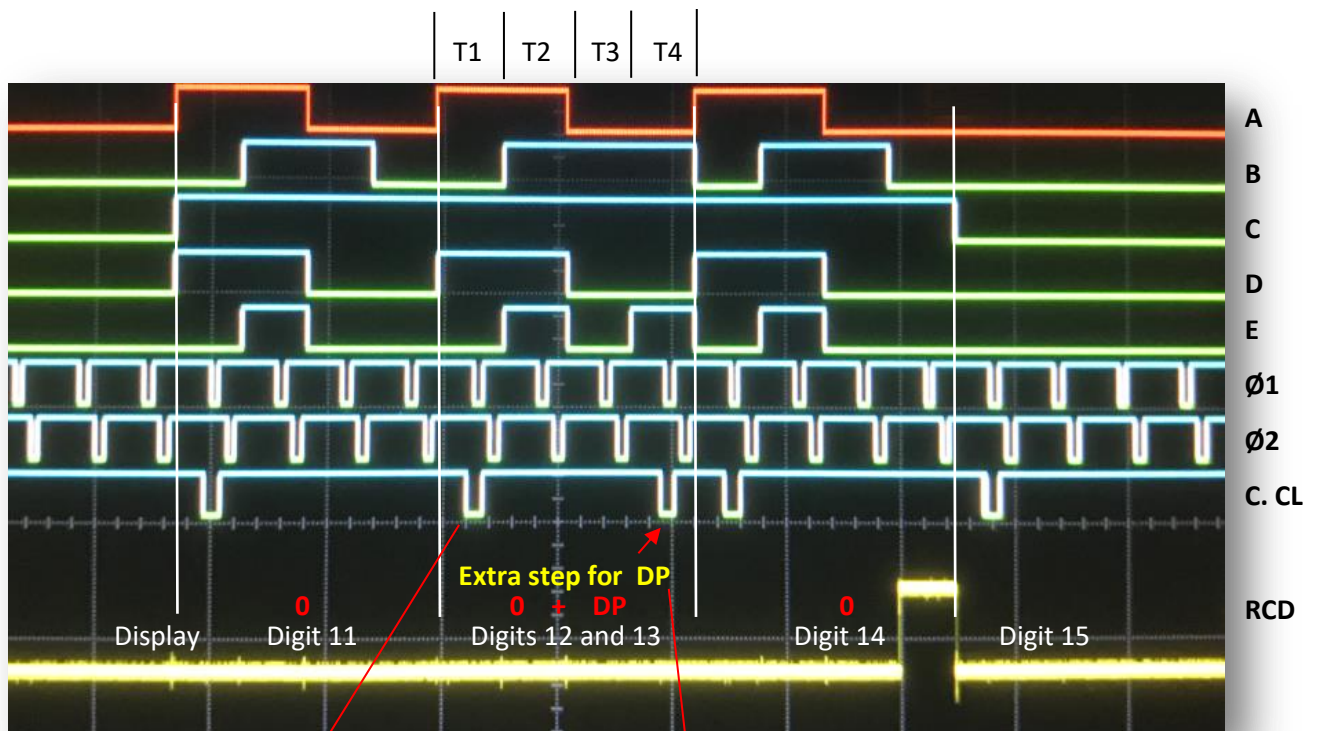 T1 T2 T3 T4
A
B
C
D
E
Ø1
Ø2
C. CL
Extra step for DP
0 0 + DP 0
RCD
Display Digit 11 Digits 12 and 13 Digit 14 Digit 15